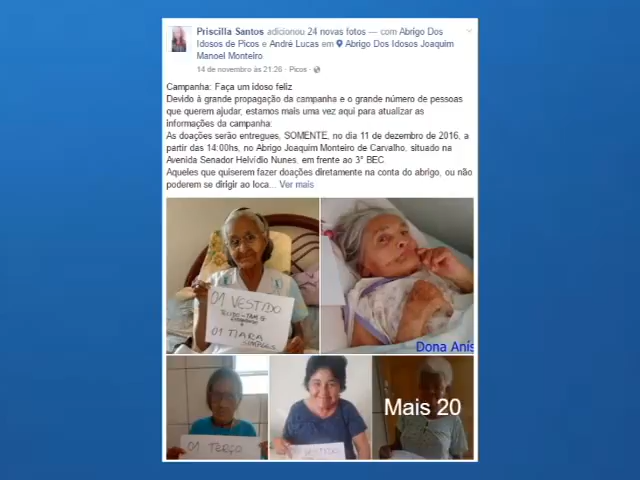 Priscilla Santos adicionou 24 novas fotos — com Abrigo Dos
Idosos de Picos e André Lucas em Abrigo Dos Idosos Joaquim
Manoel Monteiro
14 de novembro às 21:26 · Picos ·
Campanha: Faça um idoso feliz
Devido à grande propagação da campanha e o grande número de pessoas
que querem ajudar, estamos mais uma vez aqui para atualizar as
informações da campanha:
As doações serão entregues, SOMENTE, no dia 11 de dezembro de 2016, a
partir das 14:00hs, no Abrigo Joaquim Monteiro de Carvalho, situado na
Avenida Senador Helvídio Nunes, em frente ao 3° BEC.
Aqueles que quiserem fazer doações diretamente na conta do abrigo, ou não
poderem se dirigir ao loca... Ver mais
01 VESTIDO
01 TIARA
Dona Anís
01 TERÇO
VESTIDO
Mais 20